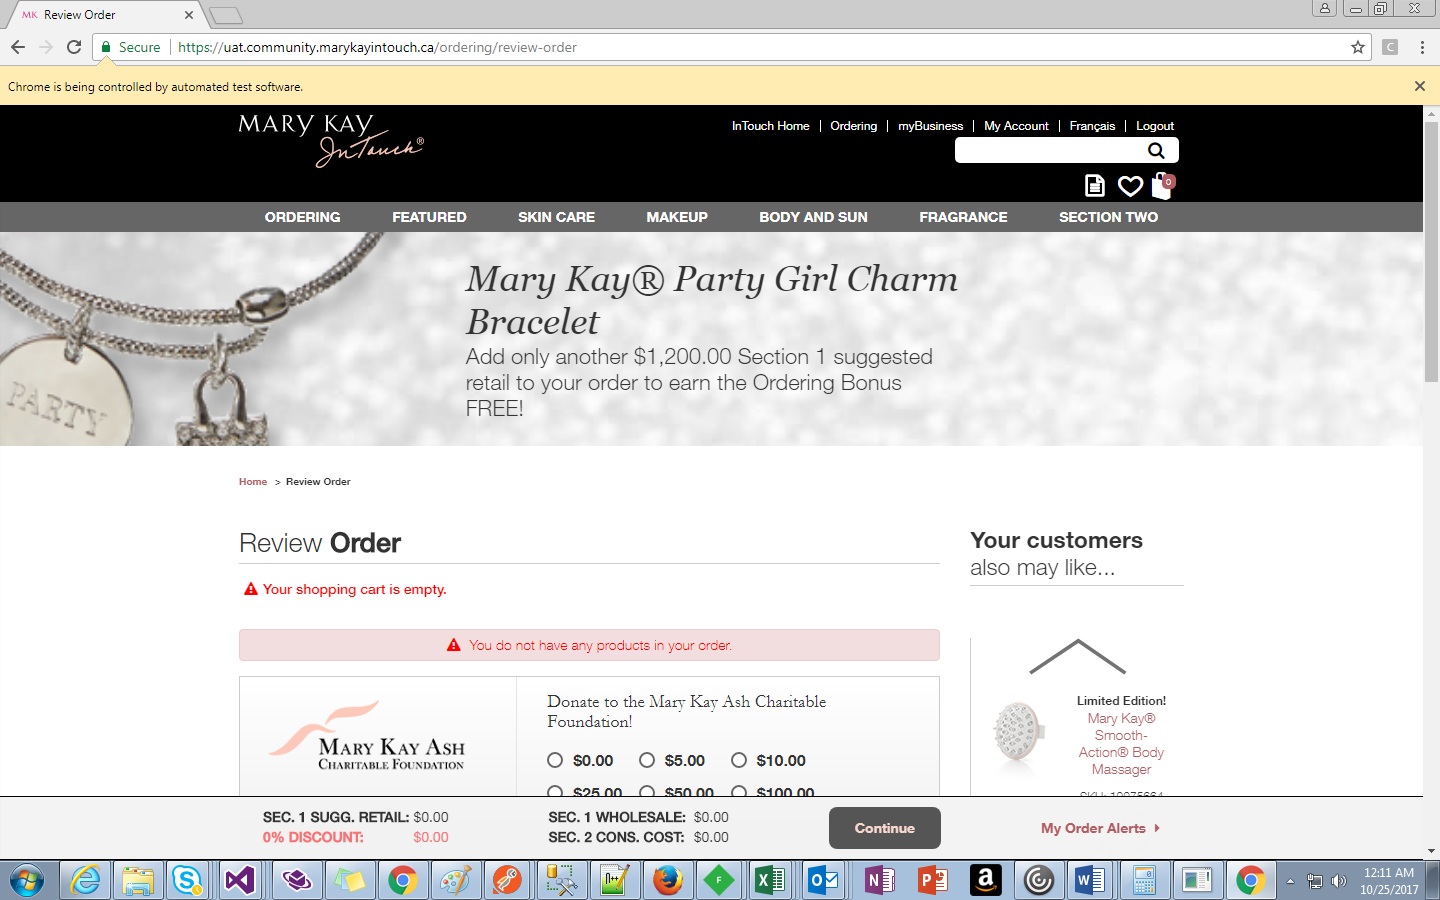 MK Review Order
Secure https://uat.community.marykayintouch.ca/ordering/review-order
C
Chrome is being controlled by automated test software.
MARY KAY
InTouch®
InTouch Home | Ordering | myBusiness | My Account | Français | Logout
0
ORDERING FEATURED SKIN CARE MAKEUP BODY AND SUN FRAGRANCE SECTION TWO
PARTY
Mary Kay® Party Girl Charm
Bracelet
Add only another $1,200.00 Section 1 suggested
retail to your order to earn the Ordering Bonus
FREE!
Home > Review Order
Review Order
Your shopping cart is empty.
You do not have any products in your order.
MARY KAY ASH
CHARITABLE FOUNDATION
Donate to the Mary Kay Ash Charitable
Foundation!
$0.00 $5.00 $10.00
$25.00 $50.00 $100.00
Your customers
also may like...
Limited Edition!
Mary Kay®
Smooth-
Action® Body
Massager
SKU: 10075664
SEC. 1 SUGG. RETAIL: $0.00
0% DISCOUNT: $0.00
SEC. 1 WHOLESALE: $0.00
SEC. 2 CONS. COST: $0.00
Continue
My Order Alerts
12:11 AM
10/25/2017